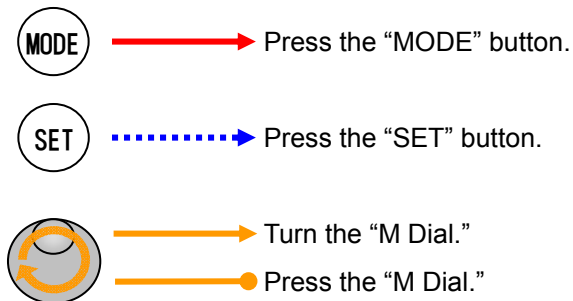 MODE Press the “MODE” button.
SET Press the “SET” button.
Turn the “M Dial.”
Press the “M Dial.”